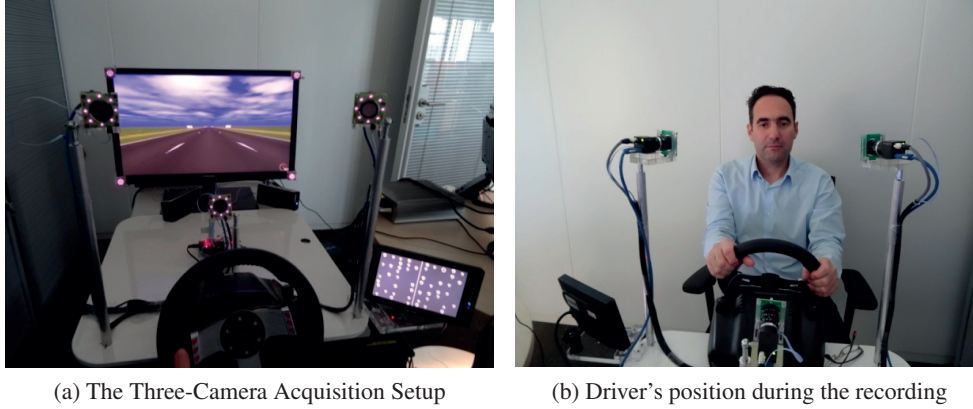 (a) The Three-Camera Acquisition Setup
(b) Driver’s position during the recording